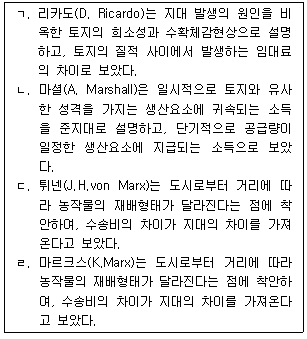 ㄱ. 리카도(D. Ricardo)는 지대 발생의 원인을 비
옥한 토지의 희소성과 수확체감현상으로 설명
하고, 토지의 질적 사이에서 발생하는 임대료
의 차이로 보았다.
ㄴ. 마셜(A. Marshall)은 일시적으로 토지와 유사
한 성격을 가지는 생산요소에 귀속되는 소득
을 준지대로 설명하고, 단기적으로 공급량이
일정한 생산요소에 지급되는 소득으로 보았
다.
ㄷ. 튀넨(J.H.von Marx)는 도시로부터 거리에 따
라 농작물의 재배형태가 달라진다는 점에 착
안하여, 수송비의 차이가 지대의 차이를 가져
온다고 보았다.
ㄹ. 마르크스(K.Marx)는 도시로부터 거리에 따라
농작물의 재배형태가 달라진다는 점에 착안하
여, 수송비의 차이가 지대의 차이를 가져온다
고 보았다.